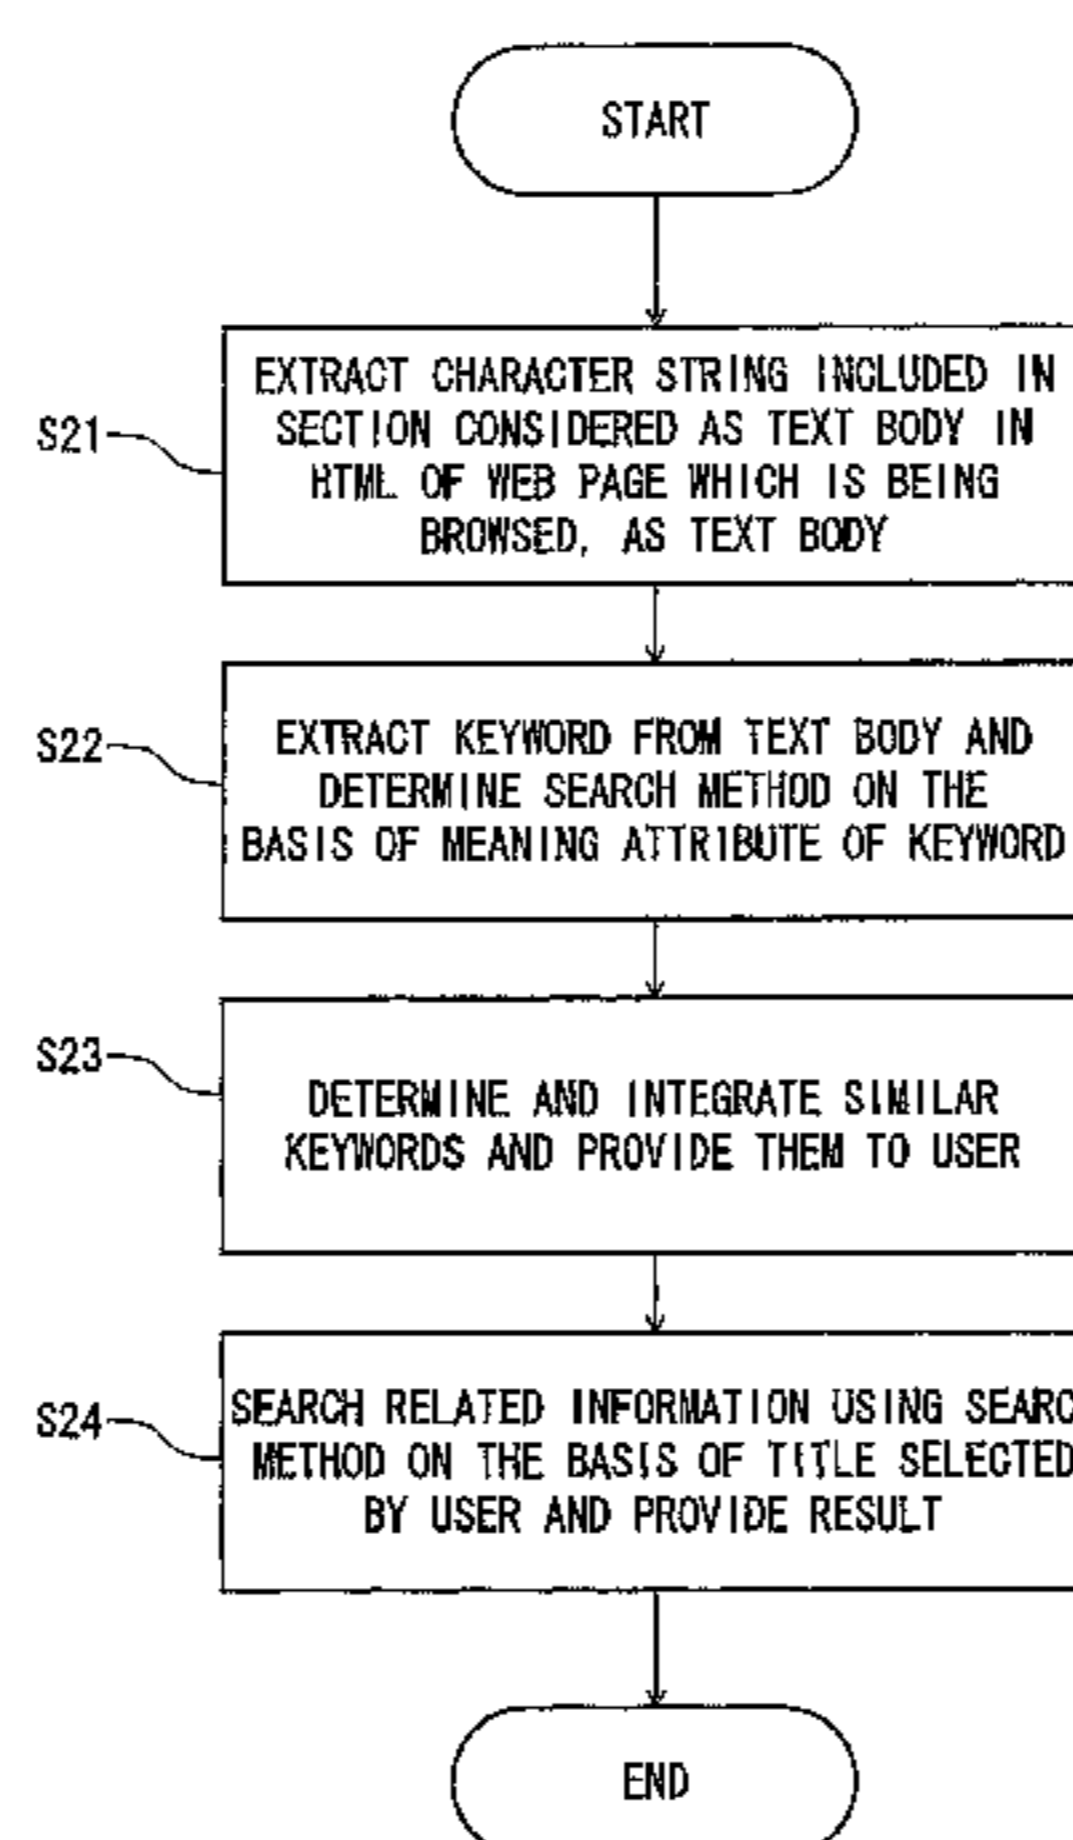 START
S21
EXTRACT CHARACTER STRING INCLUDED IN
SECTION CONSIDERED AS TEXT BODY IN
HTML OF WEB PAGE WHICH IS BEING
BROWSED, AS TEXT BODY
S22
EXTRACT KEYWORD FROM TEXT BODY AND
DETERMINE SEARCH METHOD ON THE
BASIS OF MEANING ATTRIBUTE OF KEYWORD
S23
DETERMINE AND INTEGRATE SIMILAR
KEYWORDS AND PROVIDE THEM TO USER
S24
SEARCH RELATED INFORMATION USING SEARC
METHOD ON THE BASIS OF TITLE SELECTED
BY USER AND PROVIDE RESULT
END